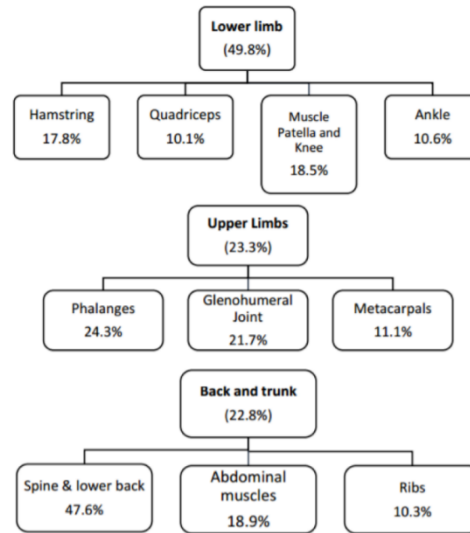 Lower limb
(49.8%)
Hamstring
17.8%
Quadriceps
10.1%
Muscle
Patella and
Knee
18.5%
Ankle
10.6%
Upper Limbs
(23.3%)
Phalanges
24.3%
Glenohumeral
Joint
21.7%
Metacarpals
11.1%
Back and trunk
(22.8%)
Spine & lower back
47.6%
Abdominal
muscles
18.9%
Ribs
10.3%